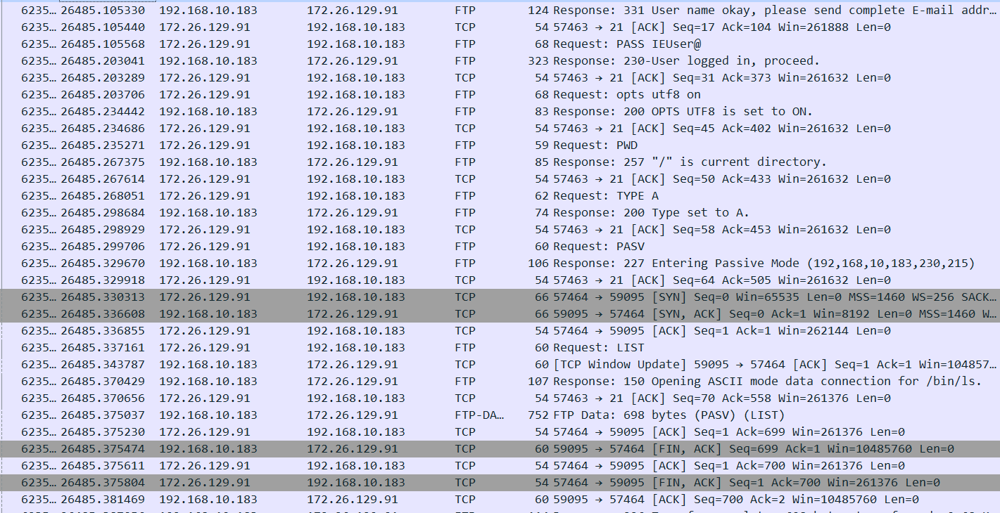 6235… 26485.105330 192.168.10.183 172.26.129.91 FTP 124 Response: 331 User name okay, please send complete E-mail addr…
6235… 26485.105440 172.26.129.91 192.168.10.183 TCP 54 57463 → 21 [ACK] Seq=17 Ack=104 Win=261888 Len=0
6235… 26485.105568 172.26.129.91 192.168.10.183 FTP 68 Request: PASS IEUser@
6235… 26485.203041 192.168.10.183 172.26.129.91 FTP 323 Response: 230-User logged in, proceed.
6235… 26485.203289 172.26.129.91 192.168.10.183 TCP 54 57463 → 21 [ACK] Seq=31 Ack=373 Win=261632 Len=0
6235… 26485.203706 172.26.129.91 192.168.10.183 FTP 68 Request: opts utf8 on
6235… 26485.234442 192.168.10.183 172.26.129.91 FTP 83 Response: 200 OPTS UTF8 is set to ON.
6235… 26485.234686 172.26.129.91 192.168.10.183 TCP 54 57463 → 21 [ACK] Seq=45 Ack=402 Win=261632 Len=0
6235… 26485.235271 172.26.129.91 192.168.10.183 FTP 59 Request: PWD
6235… 26485.267375 192.168.10.183 172.26.129.91 FTP 85 Response: 257 "/" is current directory.
6235… 26485.267614 172.26.129.91 192.168.10.183 TCP 54 57463 → 21 [ACK] Seq=50 Ack=433 Win=261632 Len=0
6235… 26485.268051 172.26.129.91 192.168.10.183 FTP 62 Request: TYPE A
6235… 26485.298684 192.168.10.183 172.26.129.91 FTP 74 Response: 200 Type set to A.
6235… 26485.298929 172.26.129.91 192.168.10.183 TCP 54 57463 → 21 [ACK] Seq=58 Ack=453 Win=261632 Len=0
6235… 26485.299706 172.26.129.91 192.168.10.183 FTP 60 Request: PASV
6235… 26485.329670 192.168.10.183 172.26.129.91 FTP 106 Response: 227 Entering Passive Mode (192,168,10,183,230,215)
6235… 26485.329918 172.26.129.91 192.168.10.183 TCP 54 57463 → 21 [ACK] Seq=64 Ack=505 Win=261632 Len=0
6235… 26485.330313 172.26.129.91 192.168.10.183 TCP 66 57464 → 59095 [SYN] Seq=0 Win=65535 Len=0 MSS=1460 WS=256 SACK…
6235… 26485.336608 192.168.10.183 172.26.129.91 TCP 66 59095 → 57464 [SYN, ACK] Seq=0 Ack=1 Win=8192 Len=0 MSS=1460 W…
6235… 26485.336855 172.26.129.91 192.168.10.183 TCP 54 57464 → 59095 [ACK] Seq=1 Ack=1 Win=262144 Len=0
6235… 26485.337161 172.26.129.91 192.168.10.183 FTP 60 Request: LIST
6235… 26485.343787 192.168.10.183 172.26.129.91 TCP 60 [TCP Window Update] 59095 → 57464 [ACK] Seq=1 Ack=1 Win=104857…
6235… 26485.370429 192.168.10.183 172.26.129.91 FTP 107 Response: 150 Opening ASCII mode data connection for /bin/ls.
6235… 26485.370656 172.26.129.91 192.168.10.183 TCP 54 57463 → 21 [ACK] Seq=70 Ack=558 Win=261376 Len=0
6235… 26485.375037 192.168.10.183 172.26.129.91 FTP-DA… 752 FTP Data: 698 bytes (PASV) (LIST)
6235… 26485.375230 172.26.129.91 192.168.10.183 TCP 54 57464 → 59095 [ACK] Seq=1 Ack=699 Win=261376 Len=0
6235… 26485.375474 192.168.10.183 172.26.129.91 TCP 60 59095 → 57464 [FIN, ACK] Seq=699 Ack=1 Win=10485760 Len=0
6235… 26485.375611 172.26.129.91 192.168.10.183 TCP 54 57464 → 59095 [ACK] Seq=1 Ack=700 Win=261376 Len=0
6235… 26485.375804 172.26.129.91 192.168.10.183 TCP 54 57464 → 59095 [FIN, ACK] Seq=1 Ack=700 Win=261376 Len=0
6235… 26485.381469 192.168.10.183 172.26.129.91 TCP 60 59095 → 57464 [ACK] Seq=700 Ack=2 Win=10485760 Len=0